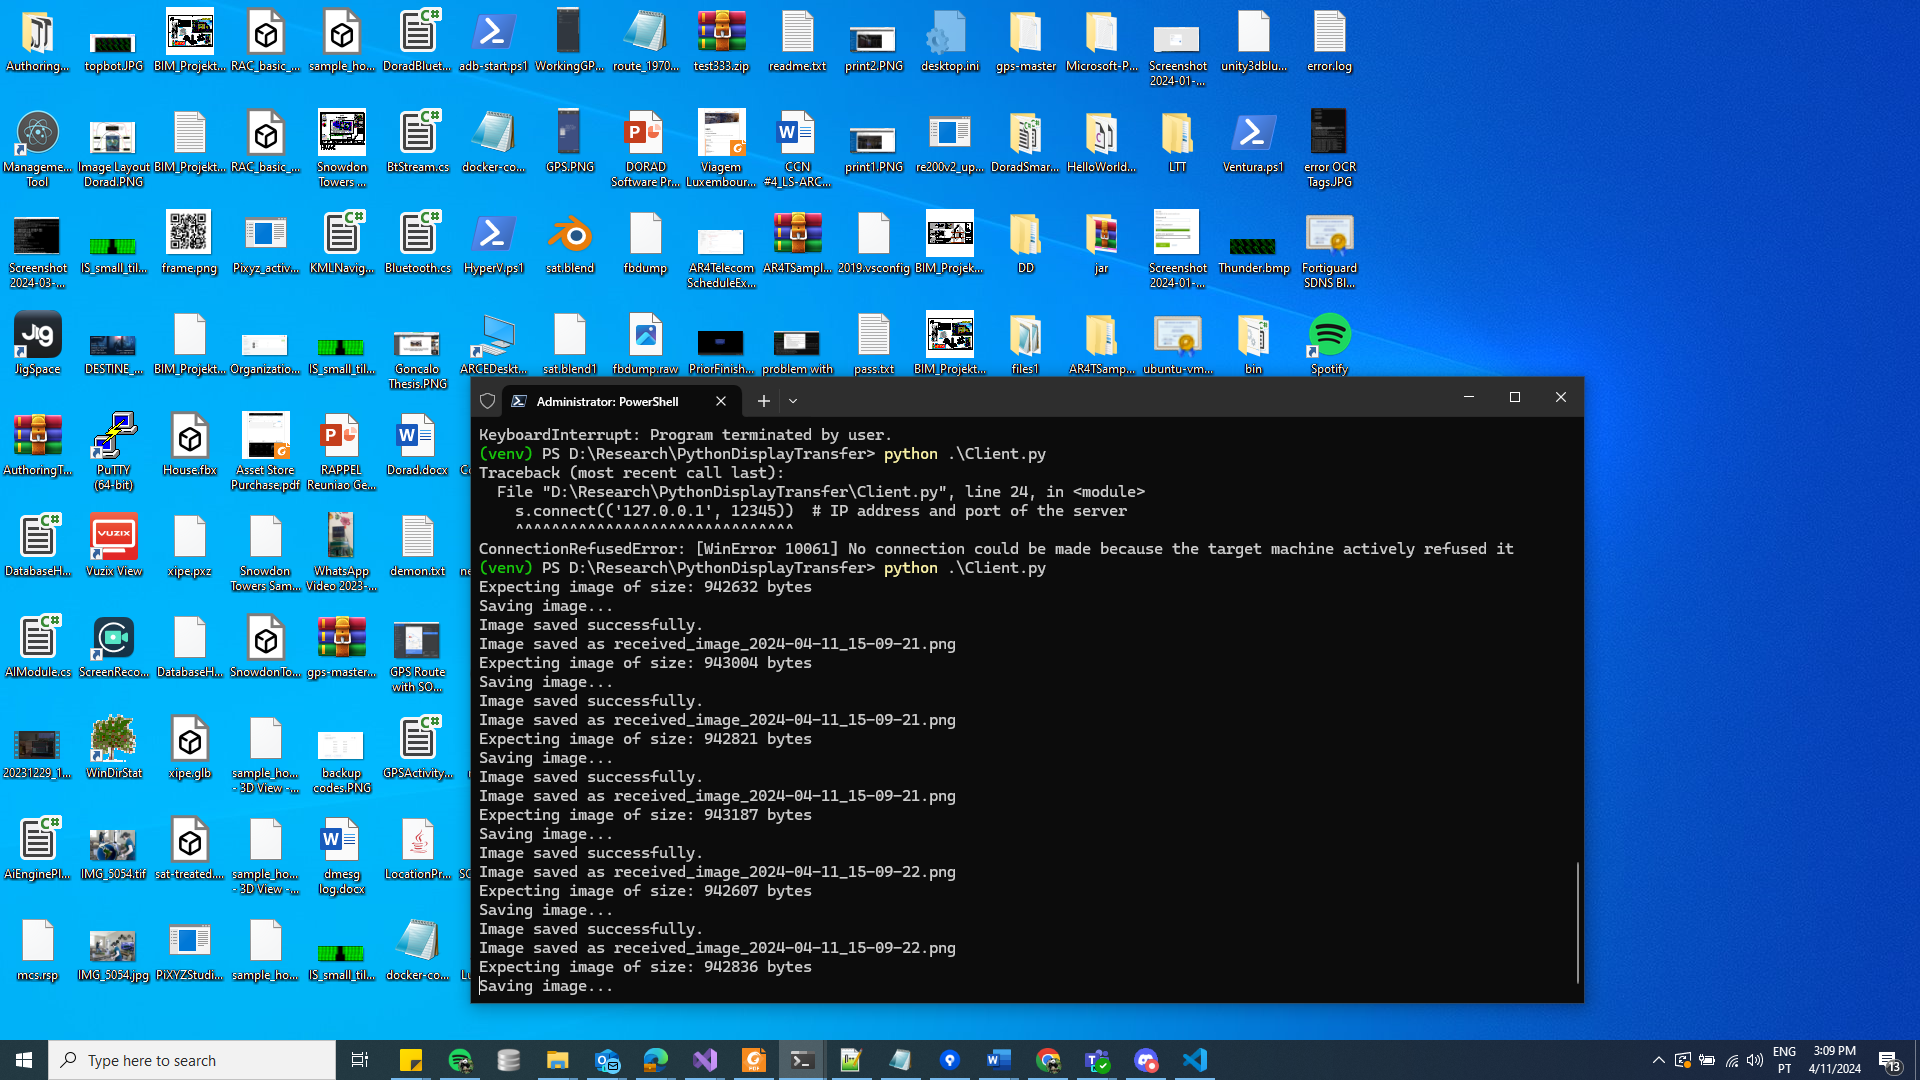 Authoring...
topbot.JPG
BIM_Projekt...
RAC_basic_...
sample_ho...
DoradBluet...
adb-start.ps1
WorkingGP...
route_1970...
test333.zip
readme.txt
print2.PNG
desktop.ini
gps-master
Microsoft-P...
Screenshot
2024-01-...
unity3dblu...
error.log
Manageme...
Tool
Image Layout
Dorad.PNG
BIM_Projekt...
RAC_basic_...
Snowdon
Towers ...
BtStream.cs
docker-co...
GPS.PNG
DORAD
Software Pr...
Viagem
Luxembour...
CCN
#4_LS-ARC...
print1.PNG
re200v2_up...
DoradSmar...
HelloWorld...
LTT
Ventura.ps1
error OCR
Tags.JPG
Screenshot
2024-03-...
IS_small_til...
frame.png
Pixyz_activ...
KMLNavig...
Bluetooth.cs
HyperV.ps1
sat.blend
fbdump
AR4Telecom
ScheduleEx...
AR4TSampl...
2019.vsconfig
BIM_Projek...
DD
jar
Screenshot
2024-01-...
Thunder.bmp
Fortiguard
SDNS Bl...
JigSpace
DESTINE_...
BIM_Projekt...
Organizatio...
IS_small_til...
Goncalo
Thesis.PNG
ARCEDeskt...
sat.blend1
fbdump.raw
PriorFinish...
problem with
pass.txt
BIM_Projekt...
files1
AR4TSamp...
ubuntu-vm...
bin
Spotify
AuthoringT...
PuTTY
(64-bit)
House.fbx
Asset Store
Purchase.pdf
RAPPEL
Reuniao Ge...
Dorad.docx
DatabaseH...
Vuzix View
xipe.pxz
Snowdon
Towers Sam...
WhatsApp
Video 2023-...
demon.txt
AIModule.cs
ScreenReco...
DatabaseH...
SnowdonTo...
gps-master...
GPS Route
with SO...
20231229_1...
WinDirStat
xipe.glb
sample_ho...
- 3D View -...
backup
codes.PNG
GPSActivity...
AiEnginePl...
IMG_5054.tif
sat-treated....
sample_ho...
- 3D View -...
dmesg
log.docx
LocationPr...
mcs.rsp
IMG_5054.jpg
PiXYZStudi...
sample_ho...
IS_small_til...
docker-co...
Administrator: PowerShell
KeyboardInterrupt: Program terminated by user.
(venv) PS D:\Research\PythonDisplayTransfer> python .\Client.py
Traceback (most recent call last):
File "D:\Research\PythonDisplayTransfer\Client.py", line 24, in <module>
s.connect(('127.0.0.1', 12345)) # IP address and port of the server
^^^^^^^^^^^^^^^^^^^^^^^^^^^^^^^
ConnectionRefusedError: [WinError 10061] No connection could be made because the target machine actively refused it
(venv) PS D:\Research\PythonDisplayTransfer> python .\Client.py
Expecting image of size: 942632 bytes
Saving image...
Image saved successfully.
Image saved as received_image_2024-04-11_15-09-21.png
Expecting image of size: 943004 bytes
Saving image...
Image saved successfully.
Image saved as received_image_2024-04-11_15-09-21.png
Expecting image of size: 942821 bytes
Saving image...
Image saved successfully.
Image saved as received_image_2024-04-11_15-09-21.png
Expecting image of size: 943187 bytes
Saving image...
Image saved successfully.
Image saved as received_image_2024-04-11_15-09-22.png
Expecting image of size: 942607 bytes
Saving image...
Image saved successfully.
Image saved as received_image_2024-04-11_15-09-22.png
Expecting image of size: 942836 bytes
Saving image...
Type here to search
ENG
PT
3:09 PM
4/11/2024
13